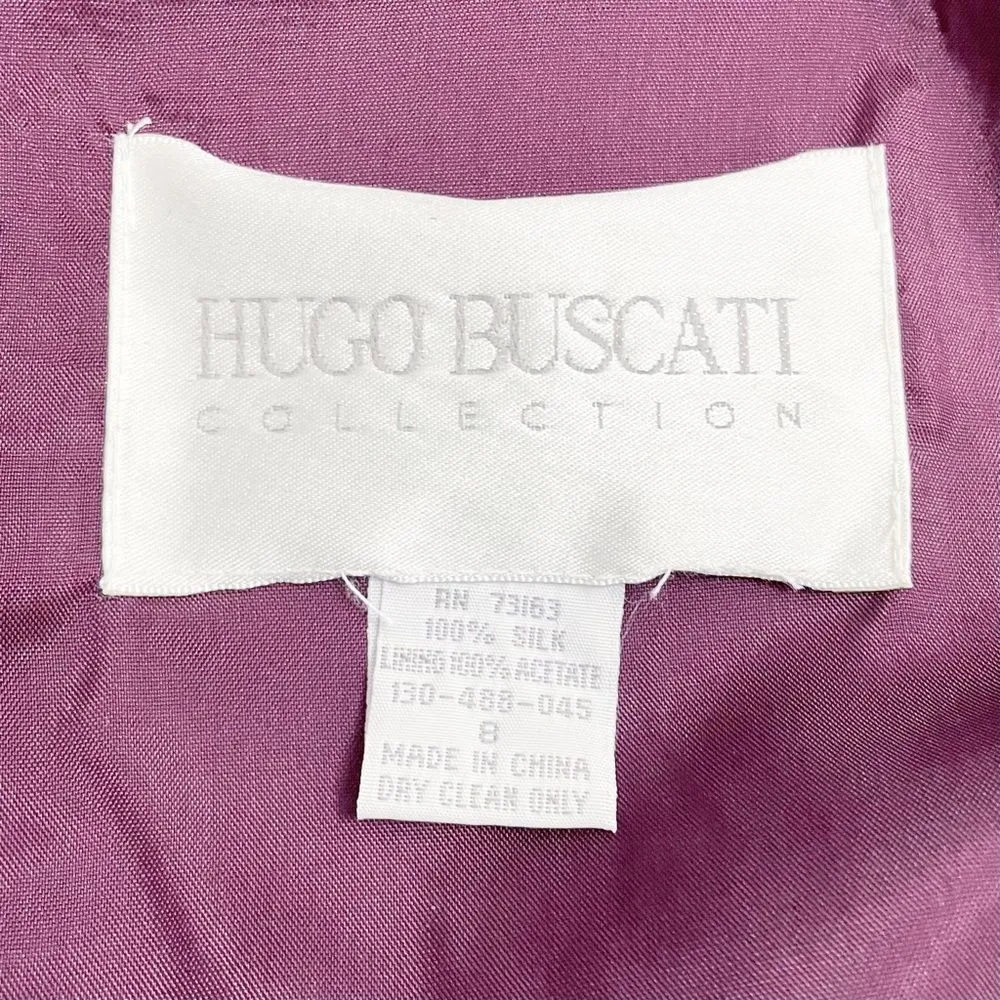 HUGO BUSCATI
COLLECTION
RN 73163
100% SILK
LINING 100% ACETATE
130-488-045
8
MADE IN CHINA
DRY CLEAN ONLY